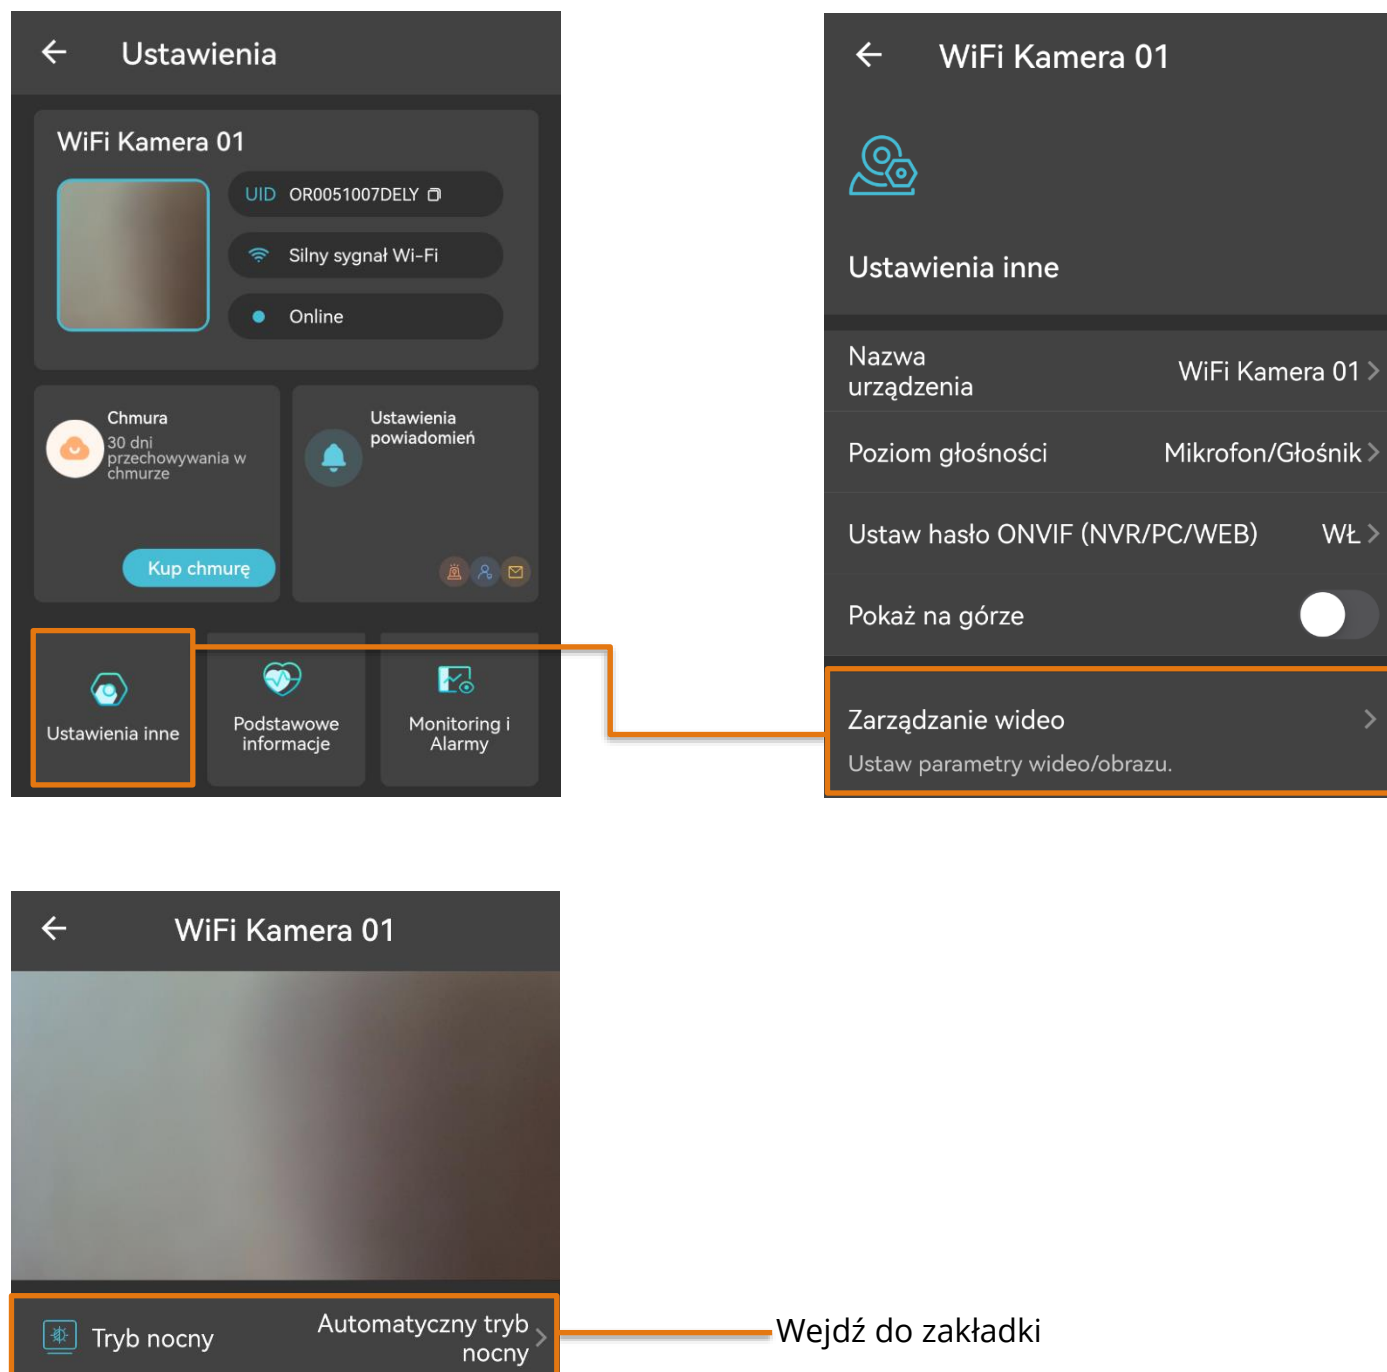 Ustawienia
WiFi Kamera 01
UID OR0051007DELY
Silny sygnał Wi-Fi
Online
Chmura
30 dni
przechowywania w
chmurze
Kup chmurę
Ustawienia
powiadomień
Ustawienia inne
Podstawowe
informacje
Monitoring i
Alarmy
WiFi Kamera 01
Ustawienia inne
Nazwa
urządzenia
WiFi Kamera 01
Poziom głośności Mikrofon/Głośnik
Ustaw hasło ONVIF (NVR/PC/WEB) WŁ
Pokaż na górze
Zarządzanie wideo
Ustaw parametry wideo/obrazu.
WiFi Kamera 01
Tryb nocny
Automatyczny tryb
nocny
Wejdź do zakładki